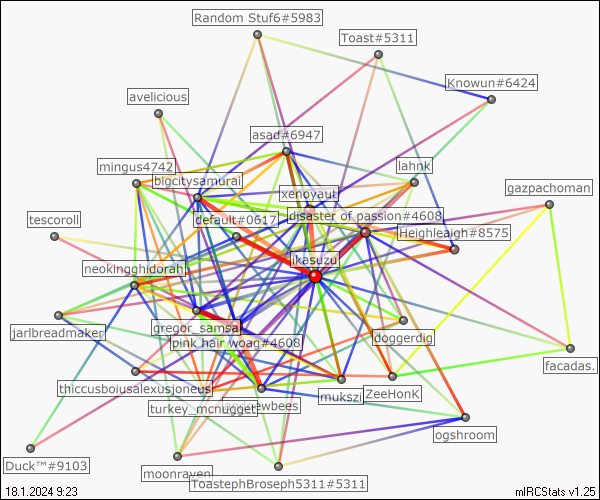 Random Stuf6#5983
Toast#5311
Knowun#6424
avelicious
asad#6947
mingus4742
bigcitysamurai
lahnk
gazpachoman
xenoyaut
tescoroll
default#0617
disaster of passion#4608
Heighleaigh#8575
neokingghidorah
ikasuzu
jarlbreadmaker
gregor_samsa
pink hair woag#4608
doggerdig
facadas.
thiccusboiusalexusjoneus
mukszi
ZeeHonK
turkey_mcnugget
ogshroom
Duck™#9103
moonraven
ToastephBroseph5311#5311
18.1.2024 9:23
mIRCStats v1.25